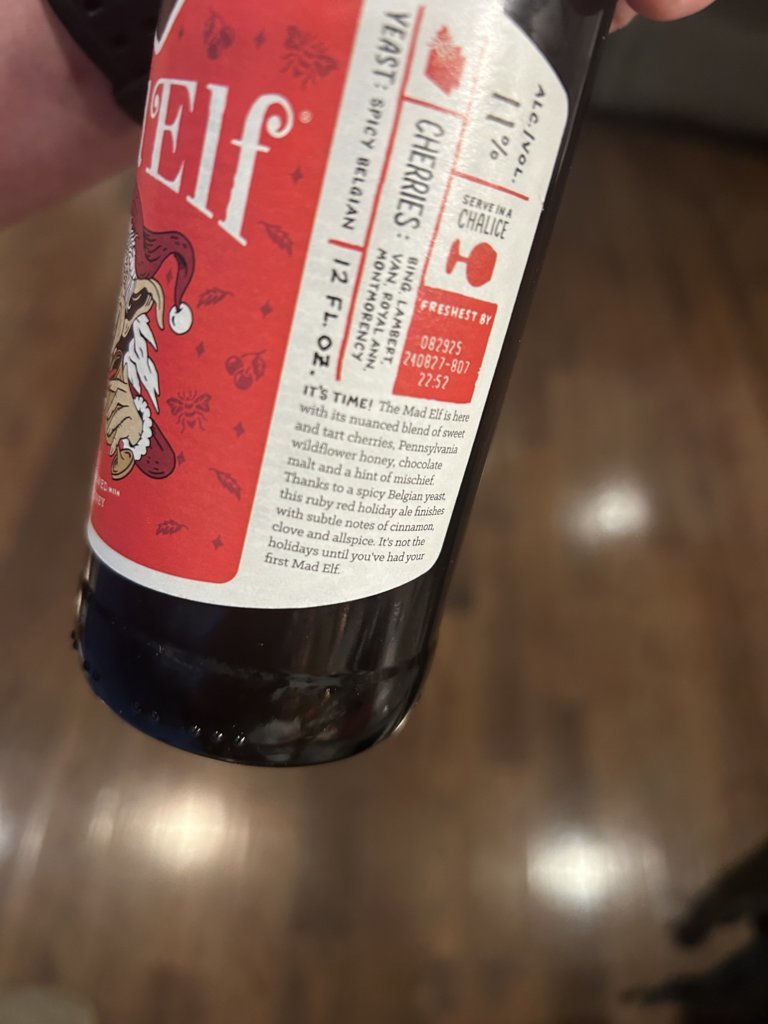 Elf®
YEAST: SPICY BELGIAN
12 FL. OZ.
CHERRIES:
BING, LAMBERT,
VAN, ROYAL ANN,
MONTMORENCY
ALC./VOL.
11%
SERVE IN A
CHALICE
FRESHEST BY
082925
240827-807
22:52
IT'S TIME! The Mad Elf is here
with its nuanced blend of sweet
and tart cherries, Pennsylvania
wildflower honey, chocolate
malt and a hint of mischief.
Thanks to a spicy Belgian yeast,
this ruby red holiday ale finishes
with subtle notes of cinnamon,
clove and allspice. It's not the
holidays until you've had your
first Mad Elf.